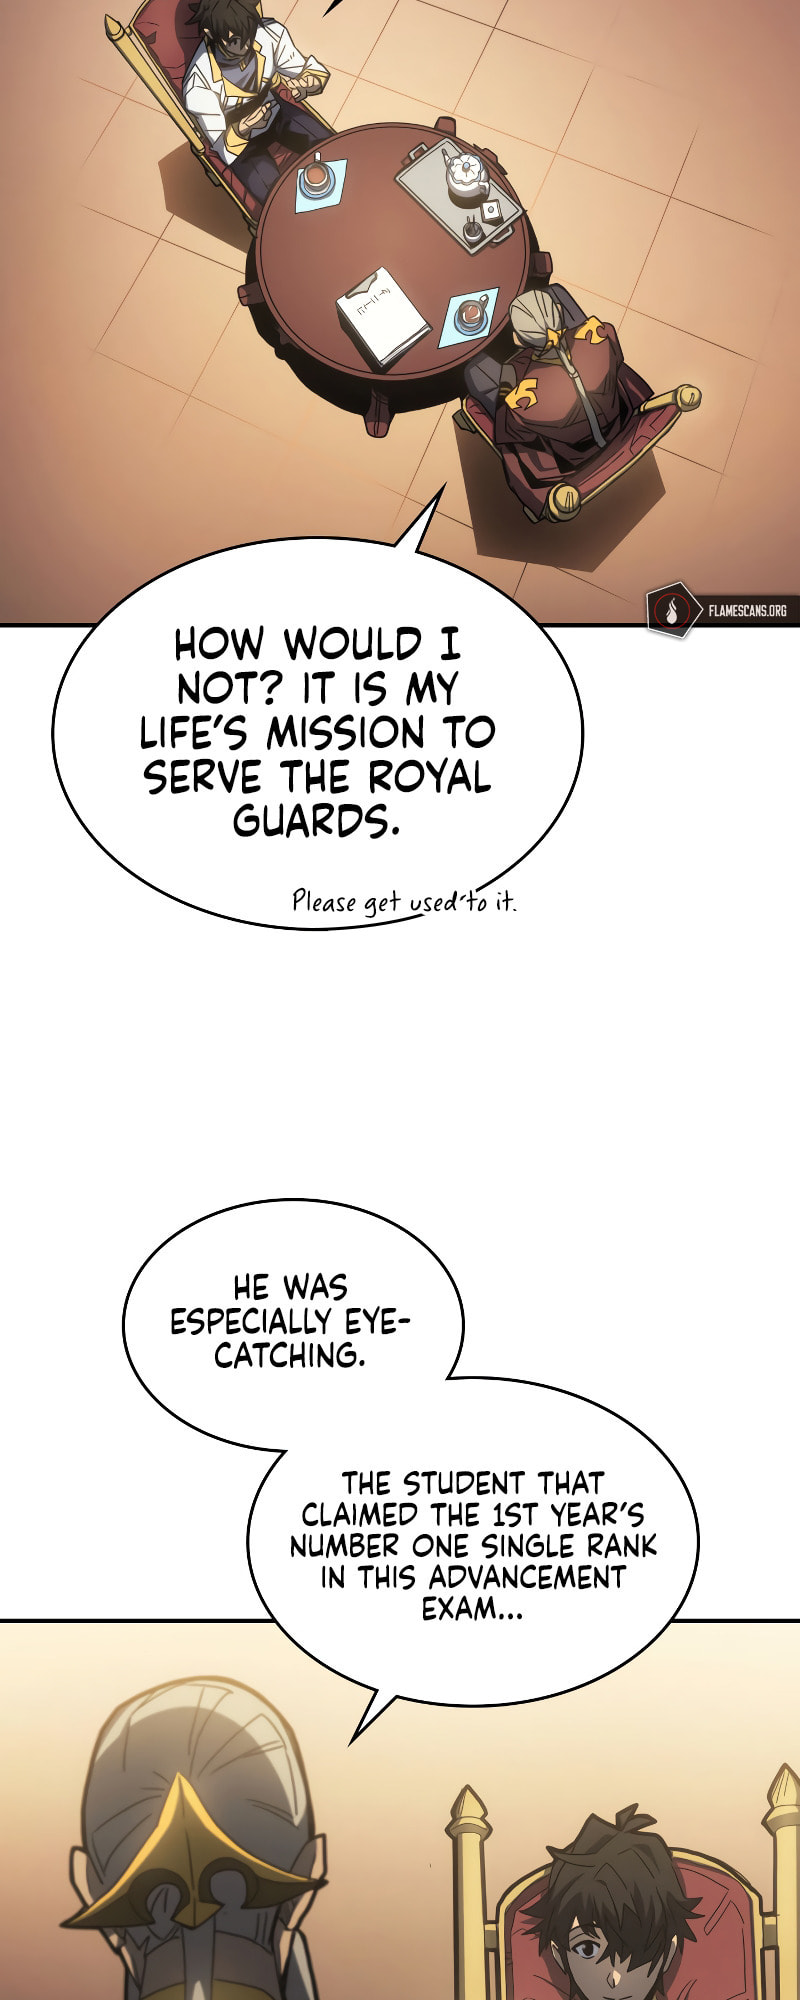 FLAMESCANS.ORG
HOW WOULD I
NOT? IT IS MY
LIFE'S MISSION TO
SERVE THE ROYAL
GUARDS.
Please get used to it.
HE WAS
ESPECIALLY EYE-
CATCHING.
THE STUDENT THAT
CLAIMED THE 1ST YEAR'S
NUMBER ONE SINGLE RANK
IN THIS ADVANCEMENT
EXAM...